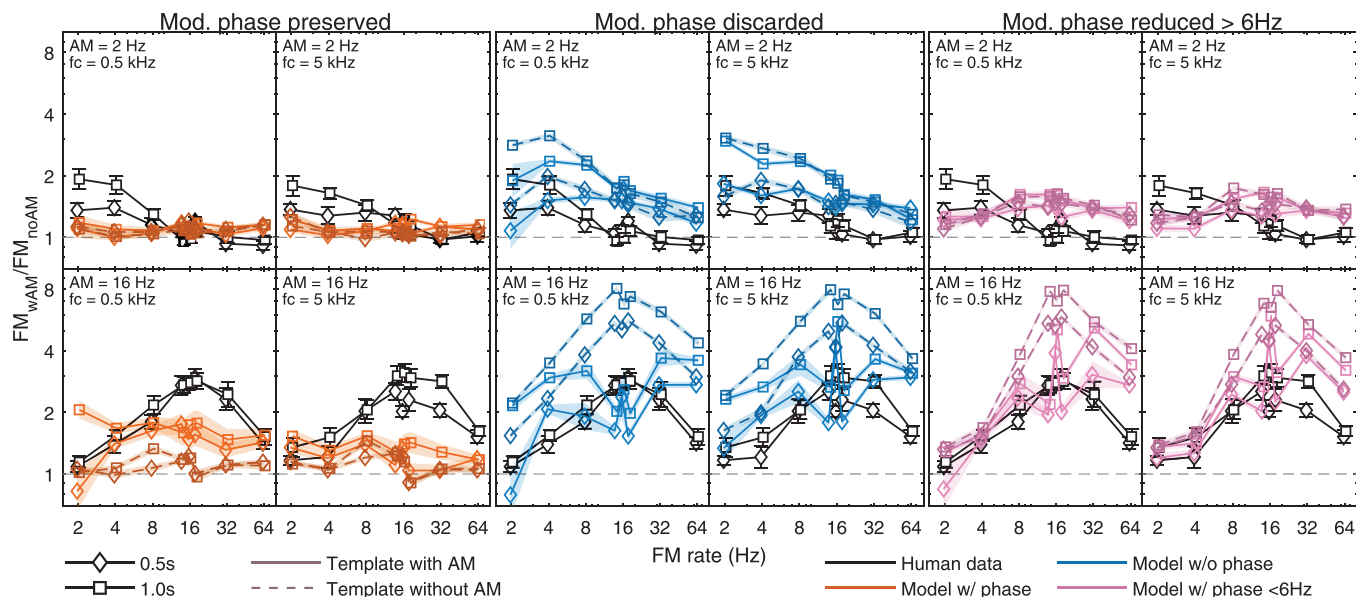 Mod. phase preserved
Mod. phase discarded
Mod. phase reduced > 6Hz
AM = 2 Hz
fc = 0.5 kHz
AM = 2 Hz
fc = 5 kHz
AM = 2 Hz
fc = 0.5 kHz
AM = 2 Hz
fc = 5 kHz
AM = 2 Hz
fc = 0.5 kHz
AM = 2 Hz
fc = 5 kHz
8
4
2
1
FMwAM/FMnoAM
AM = 16 Hz
fc = 0.5 kHz
AM = 16 Hz
fc = 5 kHz
AM = 16 Hz
fc = 0.5 kHz
AM = 16 Hz
fc = 5 kHz
AM = 16 Hz
fc = 0.5 kHz
AM = 16 Hz
fc = 5 kHz
8
4
2
1
2 4 8 16 32 64 2 4 8 16 32 64 2 4 8 16 32 64 2 4 8 16 32 64 2 4 8 16 32 64 2 4 8 16 32 64
FM rate (Hz)
0.5s
1.0s
Template with AM
Template without AM
Human data
Model w/ phase
Model w/o phase
Model w/ phase <6Hz